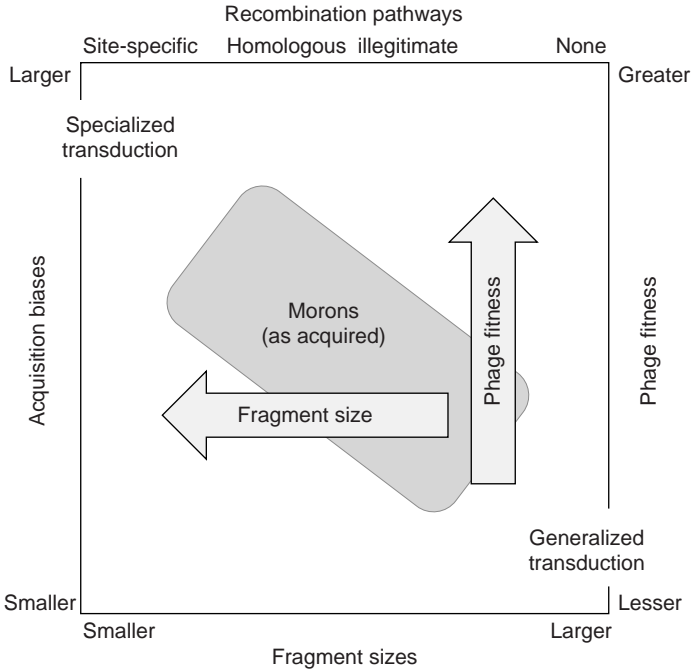 Recombination pathways
Site-specific Homologous illegitimate None
Larger
Greater
Specialized
transduction
Acquisition biases
Morons
(as acquired)
Phage fitness
Phage fitness
Fragment size
Generalized
transduction
Smaller
Lesser
Smaller
Larger
Fragment sizes